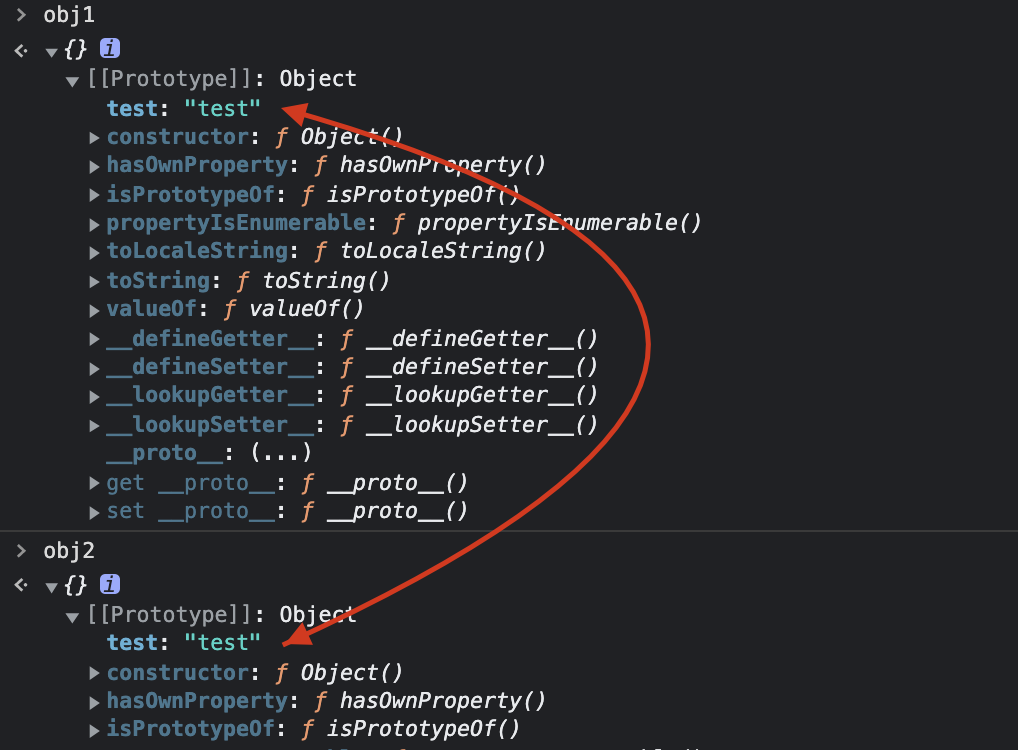 > obj1
<· ▼{} i
▼[[Prototype]]: Object
test: "test"
▶constructor: ƒ Object()
▶hasOwnProperty: ƒ hasOwnProperty()
▶isPrototypeOf: ƒ isPrototypeOf()
▶propertyIsEnumerable: ƒ propertyIsEnumerable()
▶toLocaleString: ƒ toLocaleString()
▶toString: ƒ toString()
▶valueOf: ƒ valueOf()
▶__defineGetter__: ƒ __defineGetter__()
▶__defineSetter__: ƒ __defineSetter__()
▶__lookupGetter__: ƒ __lookupGetter__()
▶__lookupSetter__: ƒ __lookupSetter__()
__proto__: (...)
▶get __proto__: ƒ __proto__()
▶set __proto__: ƒ __proto__()
> obj2
<· ▼{} i
▼[[Prototype]]: Object
test: "test"
▶constructor: ƒ Object()
▶hasOwnProperty: ƒ hasOwnProperty()
▶isPrototypeOf: ƒ isPrototypeOf()